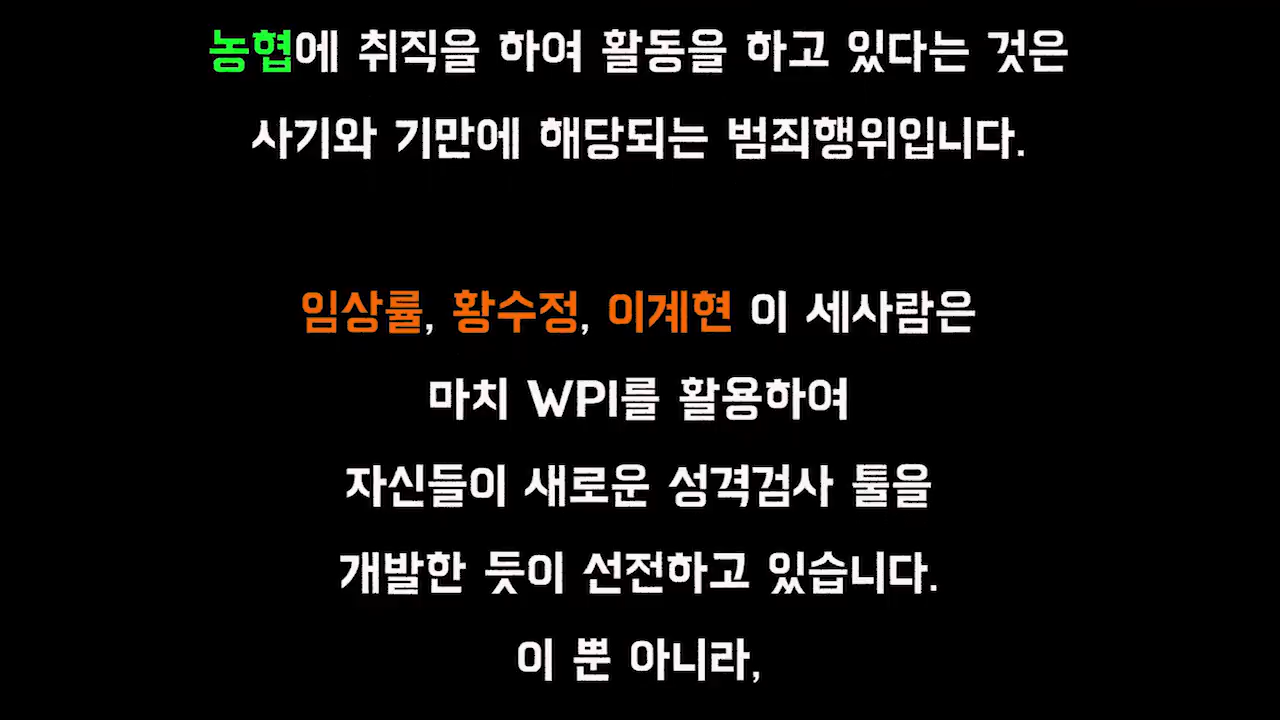 농협에 취직을 하여 활동을 하고 있다는 것은
사기와 기만에 해당되는 범죄행위입니다.
임상률, 황수정, 이계현 이 세사람은
마치 WPI를 활용하여
자신들이 새로운 성격검사 툴을
개발한 듯이 선전하고 있습니다.
이 뿐 아니라,